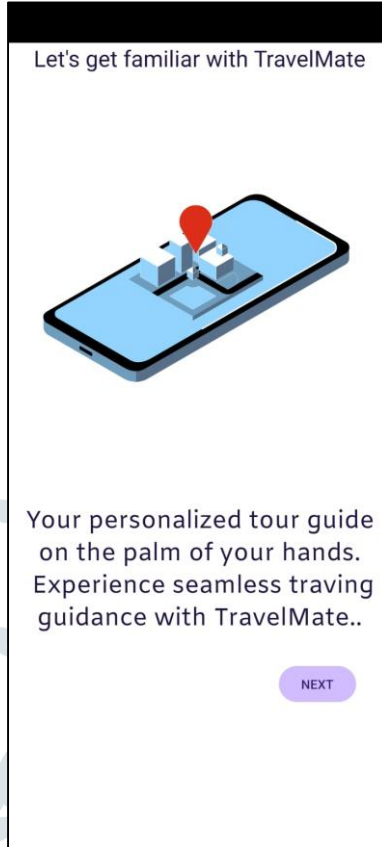 Let's get familiar with TravelMate
Your personalized tour guide
on the palm of your hands.
Experience seamless traving
guidance with TravelMate..
NEXT